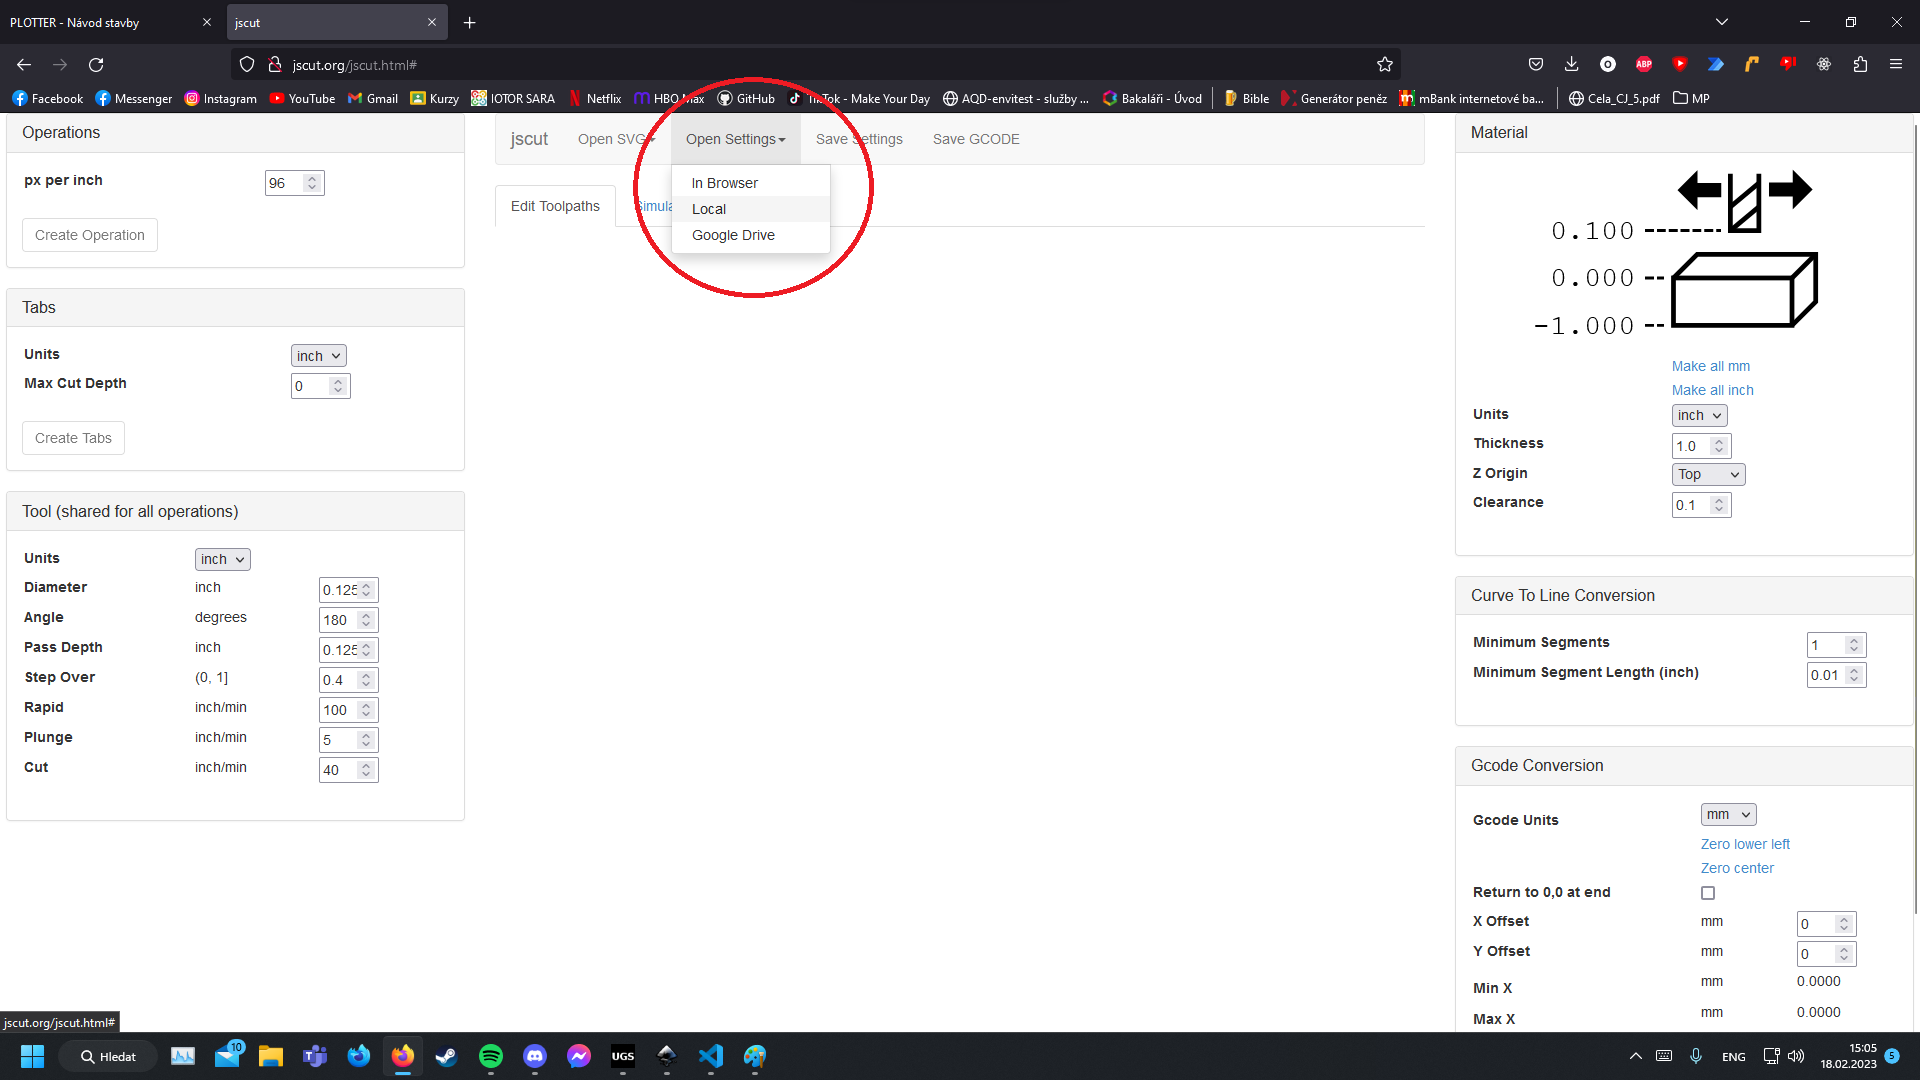 PLOTTER - Návod stavby
jscut
jscut.org/jscut.html#
Facebook Messenger Instagram YouTube Gmail Kurzy IOTOR SARA Netflix HBO Max GitHub TikTok - Make Your Day AQD-envitest - služby ... Bakaláři - Úvod Bible Generátor peněz mBank internetové ba... Cela_CJ_5.pdf MP
ABP
Operations
px per inch 96
Create Operation
Tabs
Units inch
Max Cut Depth 0
Create Tabs
Tool (shared for all operations)
Units inch
Diameter inch 0.125
Angle degrees 180
Pass Depth inch 0.125
Step Over (0, 1] 0.4
Rapid inch/min 100
Plunge inch/min 5
Cut inch/min 40
jscut Open SVG Open Settings Save Settings Save GCODE
In Browser
Local
Google Drive
Edit Toolpaths Simula
Material
0.100
0.000
-1.000
Make all mm
Make all inch
Units inch
Thickness 1.0
Z Origin Top
Clearance 0.1
Curve To Line Conversion
Minimum Segments 1
Minimum Segment Length (inch) 0.01
Gcode Conversion
Gcode Units mm
Zero lower left
Zero center
Return to 0,0 at end
X Offset mm 0
Y Offset mm 0
Min X mm 0.0000
Max X mm 0.0000
jscut.org/jscut.html#
Hledat 10 UGS ENG 15:05
18.02.2023 5